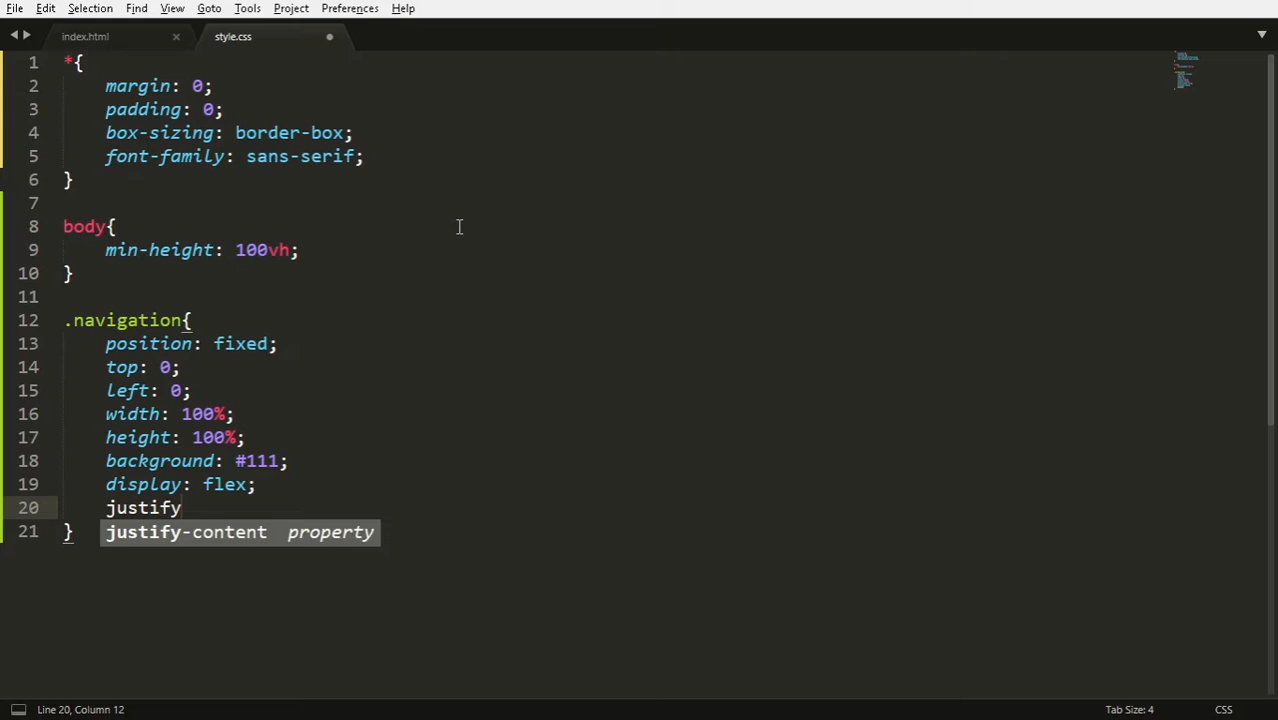 File Edit Selection Find View Goto Tools Project Preferences Help
index.html style.css
1 *{
2 margin: 0;
3 padding: 0;
4 box-sizing: border-box;
5 font-family: sans-serif;
6 }
7
8 body{
9 min-height: 100vh;
10 }
11
12 .navigation{
13 position: fixed;
14 top: 0;
15 left: 0;
16 width: 100%;
17 height: 100%;
18 background: #111;
19 display: flex;
20 justify
21 } justify-content property
Line 20, Column 12 Tab Size: 4 CSS